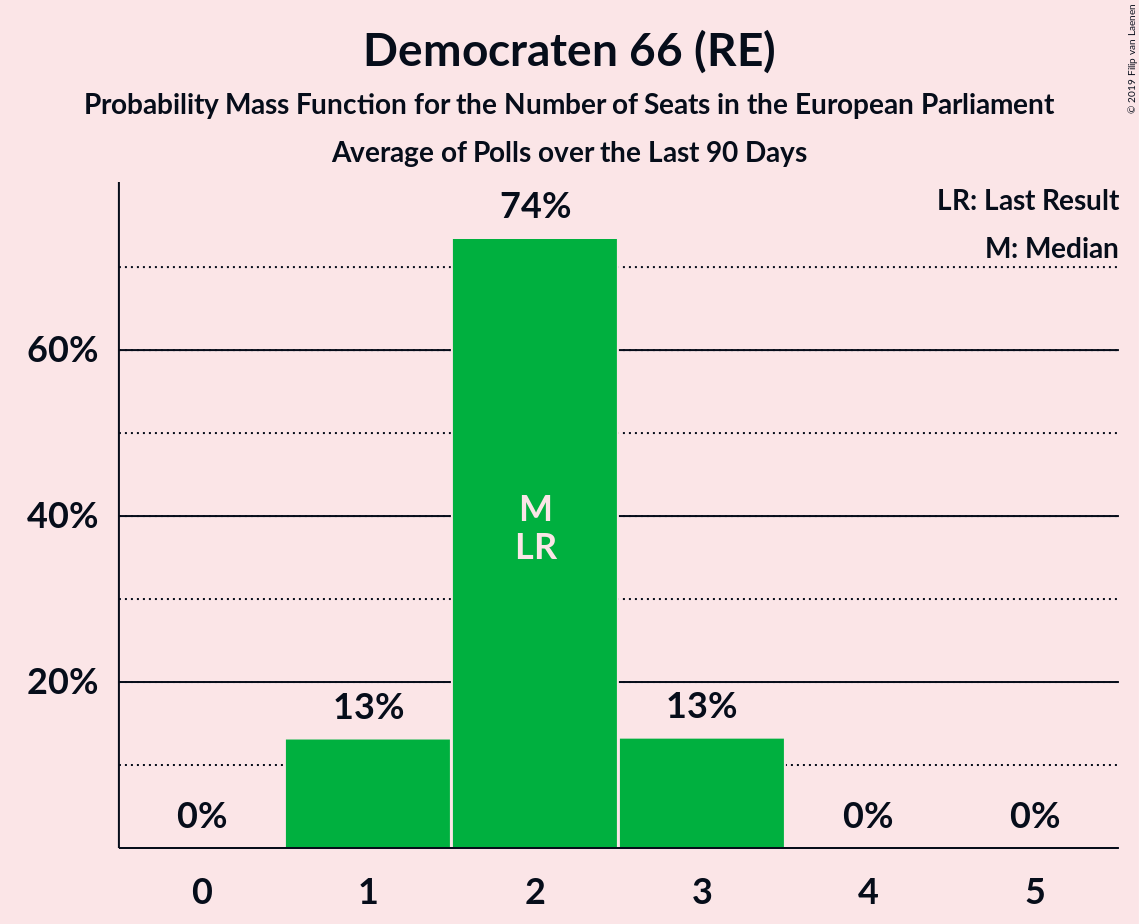 Democraten 66 (RE)
Probability Mass Function for the Number of Seats in the European Parliament
Average of Polls over the Last 90 Days
© 2019 Filip van Laenen
LR: Last Result
M: Median
74%
60%
40%
20%
M
LR
13%
13%
0%
0%
0%
0 1 2 3 4 5